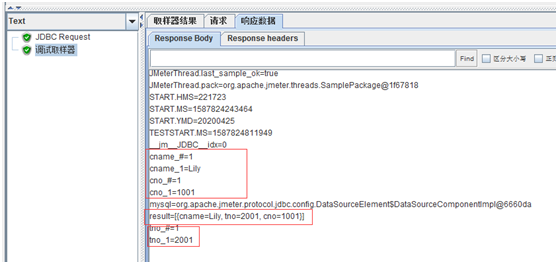 Text
取样器结果 请求 响应数据
JDBC Request
调试取样器
Response Body Response headers
Find 区分大小写
JMeterThread.last_sample_ok=true
JMeterThread.pack=org.apache.jmeter.threads.SamplePackage@1f67818
START.HMS=221723
START.MS=1587824243464
START.YMD=20200425
TESTSTART.MS=1587824811949
__jm__JDBC__idx=0
cname_#=1
cname_1=Lily
cno_#=1
cno_1=1001
mysql=org.apache.jmeter.protocol.jdbc.config.DataSourceElement$DataSourceComponentImpl@6660da
result=[{cname=Lily, tno=2001, cno=1001}]
tno_#=1
tno_1=2001